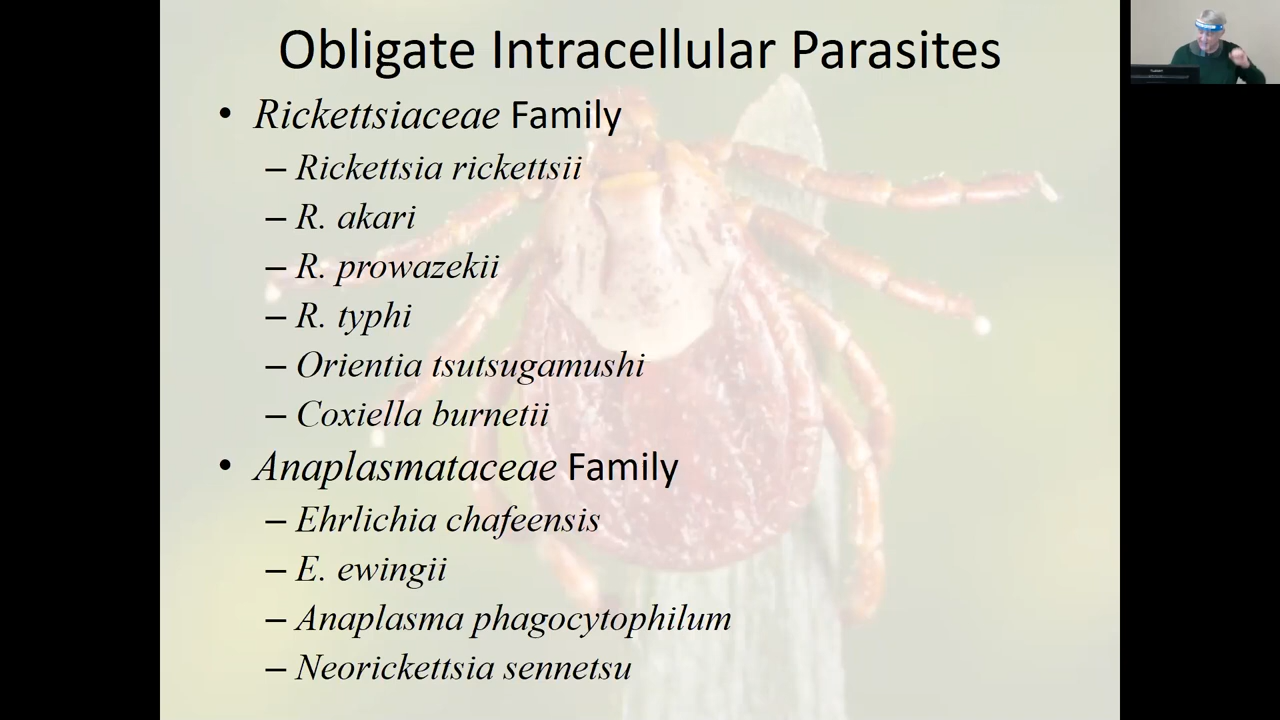 Obligate Intracellular Parasites
• Rickettsiaceae Family
– Rickettsia rickettsii
– R. akari
– R. prowazekii
– R. typhi
– Orientia tsutsugamushi
– Coxiella burnetii
• Anaplasmataceae Family
– Ehrlichia chafeensis
– E. ewingii
– Anaplasma phagocytophilum
– Neorickettsia sennetsu